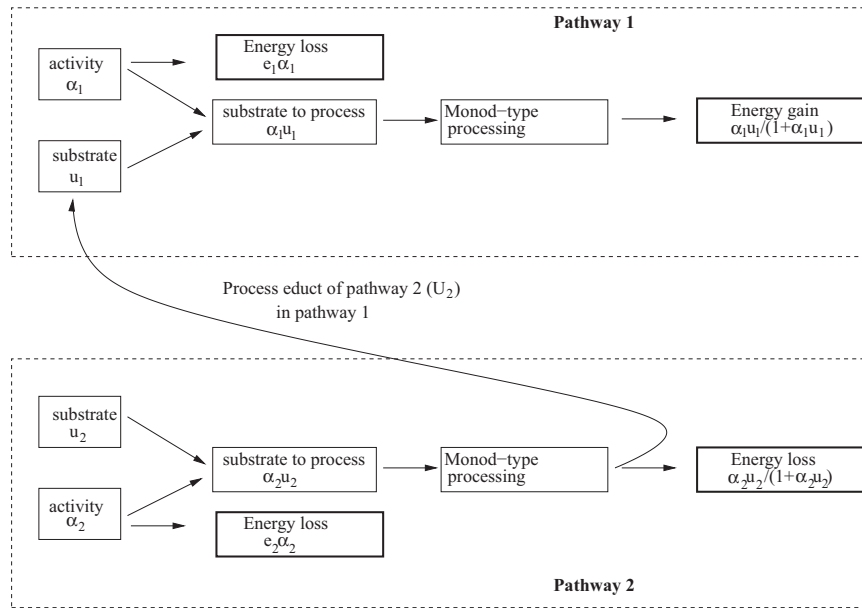 Pathway 1
Energy loss
e₁α₁
activity
α₁
substrate to process
α₁u₁
Monod−type
processing
Energy gain
α₁u₁/(1+α₁u₁)
substrate
u₁
Process educt of pathway 2 (U₂)
in pathway 1
substrate
u₂
substrate to process
α₂u₂
Monod−type
processing
Energy loss
α₂u₂/(1+α₂u₂)
activity
α₂
Energy loss
e₂α₂
Pathway 2